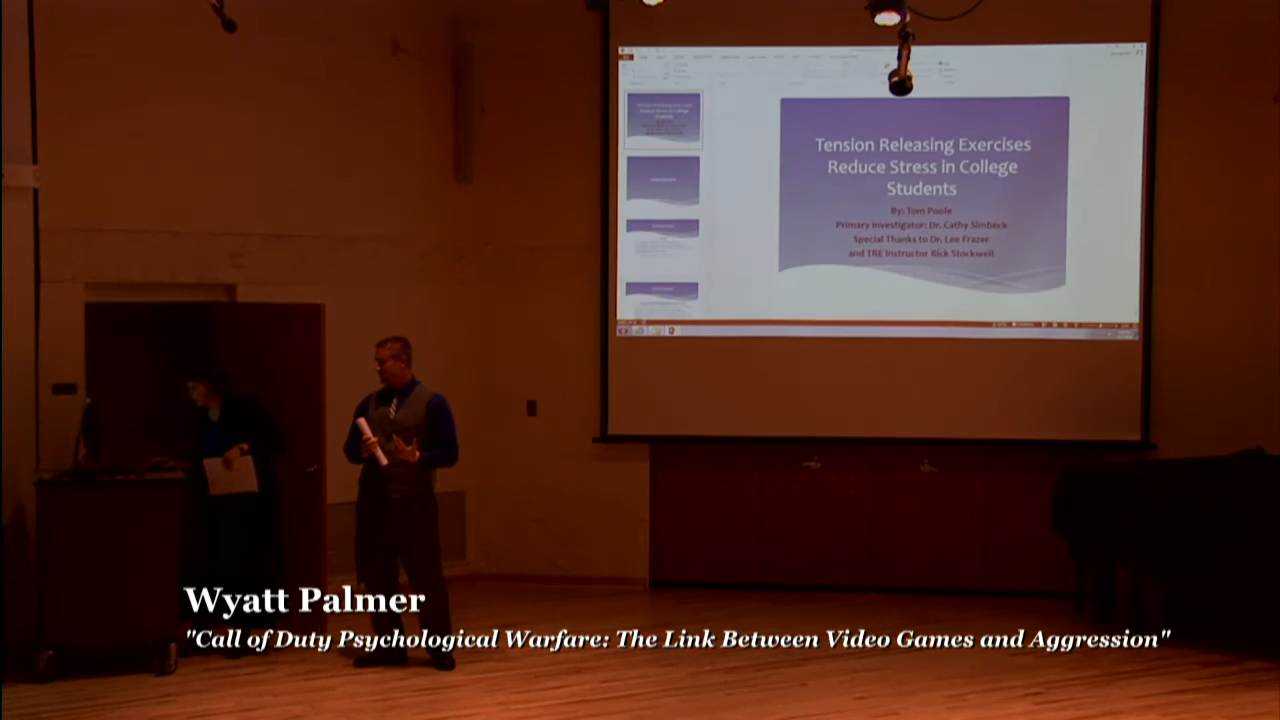 Tension Releasing Exercises
Reduce Stress in College
Students
By: Tom Poole
Primary Investigator: Dr. Cathy Simbeck
Special Thanks to Dr. Lee Frazer
and TRE Instructor Rick Stockwell
Wyatt Palmer
"Call of Duty Psychological Warfare: The Link Between Video Games and Aggression"